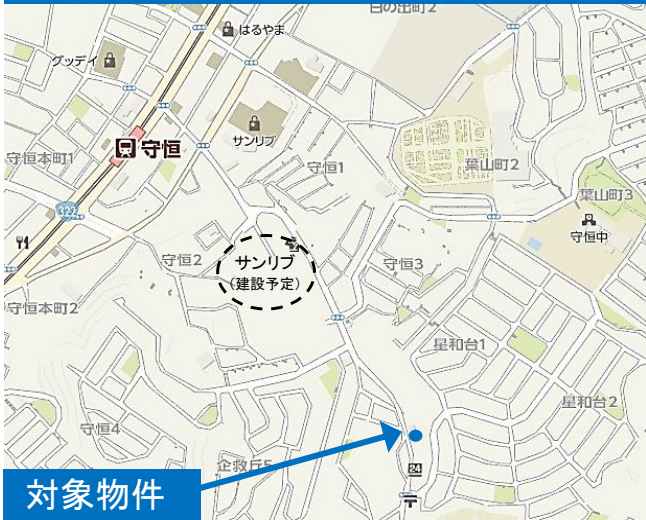 日の出町2
はるやま
グッデイ
サンリブ
守恒
守恒本町1
守恒1
葉山町2
葉山町3
守恒中
322
守恒2
サンリブ
(建設予定)
守恒3
守恒本町2
星和台1
星和台2
守恒4
企救丘5
24
対象物件